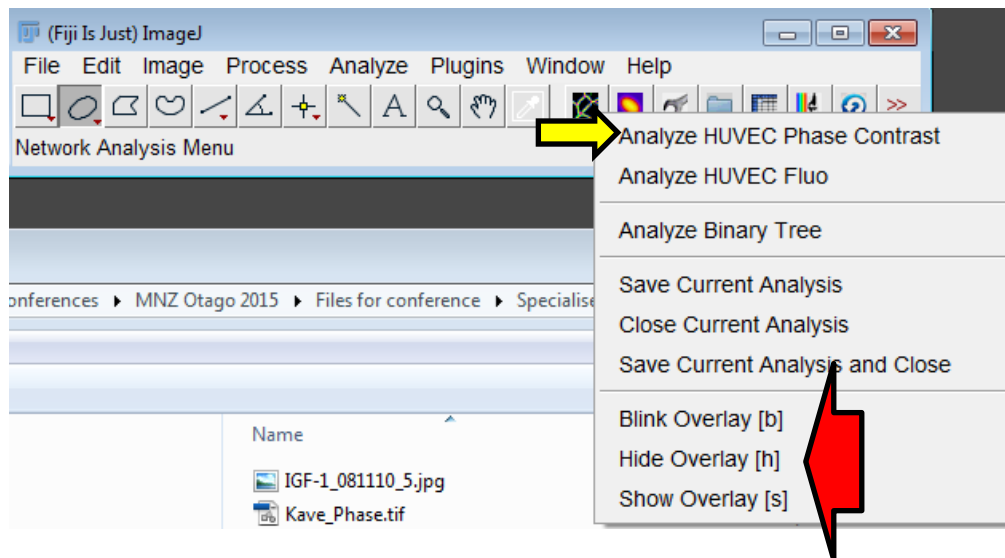 (Fiji Is Just) ImageJ
File Edit Image Process Analyze Plugins Window Help
A
>>
Network Analysis Menu
Analyze HUVEC Phase Contrast
Analyze HUVEC Fluo
Analyze Binary Tree
Save Current Analysis
Close Current Analysis
Save Current Analysis and Close
Blink Overlay [b]
Hide Overlay [h]
Show Overlay [s]
onferences ▸ MNZ Otago 2015 ▸ Files for conference ▸ Specialise
Name
IGF-1_081110_5.jpg
Kave_Phase.tif